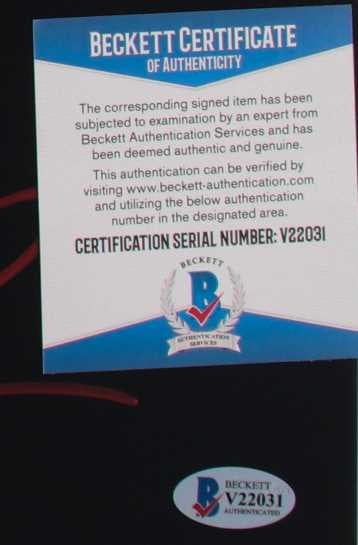 BECKETT CERTIFICATE
OF AUTHENTICITY
The corresponding signed item has been
subjected to examination by an expert from
Beckett Authentication Services and has
been deemed authentic and genuine.
This authentication can be verified by
visiting www.beckett-authentication.com
and utilizing the below authentication
number in the designated area.
CERTIFICATION SERIAL NUMBER: V22031
BECKETT
B
AUTHENTICATION
SERVICES
B
BECKETT
V22031
AUTHENTICATED